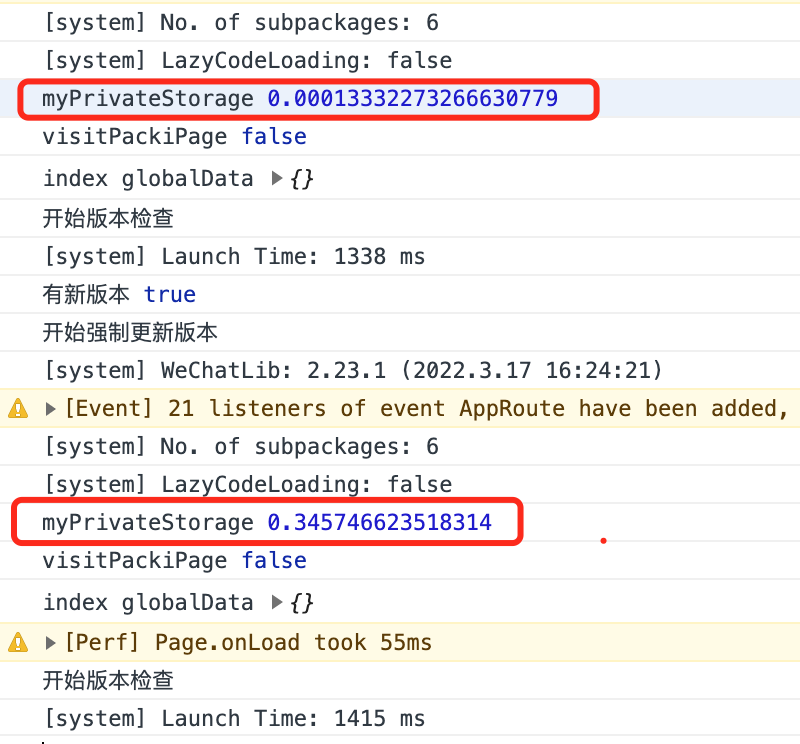 [system] No. of subpackages: 6
[system] LazyCodeLoading: false
myPrivateStorage 0.00013332273266630779
visitPackiPage false
index globalData ▶{}
开始版本检查
[system] Launch Time: 1338 ms
有新版本 true
开始强制更新版本
[system] WeChatLib: 2.23.1 (2022.3.17 16:24:21)
▶[Event] 21 listeners of event AppRoute have been added,
[system] No. of subpackages: 6
[system] LazyCodeLoading: false
myPrivateStorage 0.345746623518314
visitPackiPage false
index globalData ▶{}
▶[Perf] Page.onLoad took 55ms
开始版本检查
[system] Launch Time: 1415 ms